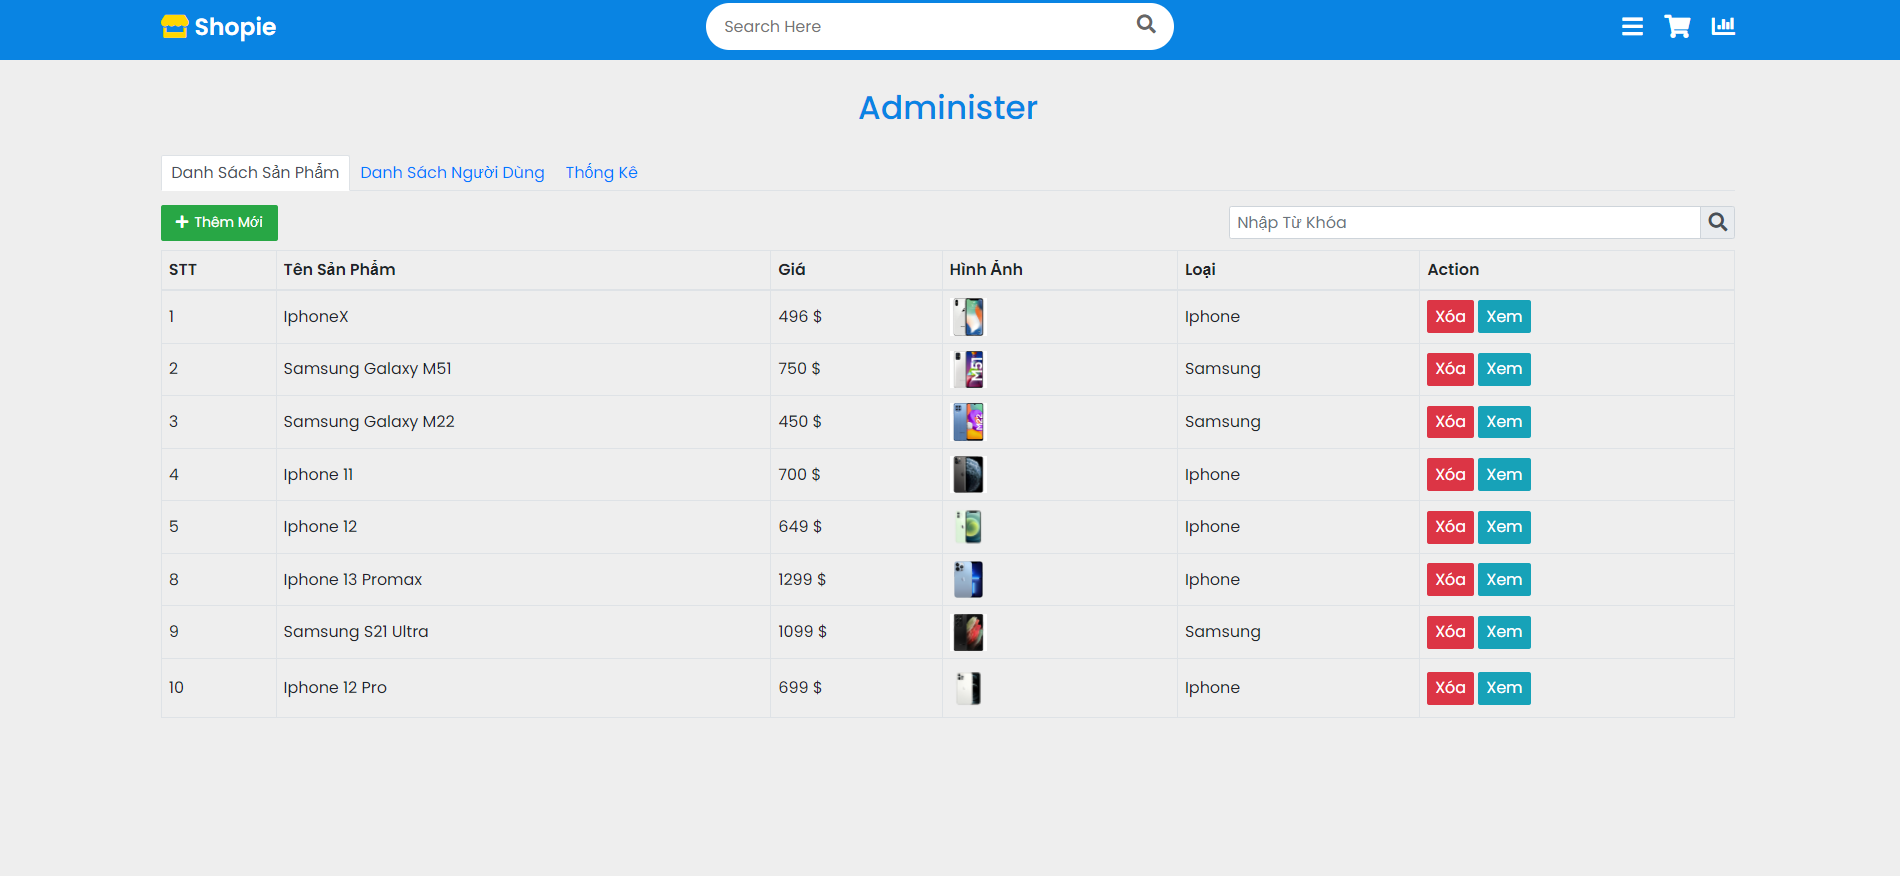 Shopie
Search Here
Administer
Danh Sách Sản Phẩm Danh Sách Người Dùng Thống Kê
Thêm Mới Nhập Từ Khóa
STT Tên Sản Phẩm Giá Hình Ảnh Loại Action
1 IphoneX 496 $ Iphone Xóa Xem
2 Samsung Galaxy M51 750 $ M51 Samsung Xóa Xem
3 Samsung Galaxy M22 450 $ M22 Samsung Xóa Xem
4 Iphone 11 700 $ Iphone Xóa Xem
5 Iphone 12 649 $ Iphone Xóa Xem
8 Iphone 13 Promax 1299 $ Iphone Xóa Xem
9 Samsung S21 Ultra 1099 $ Samsung Xóa Xem
10 Iphone 12 Pro 699 $ Iphone Xóa Xem